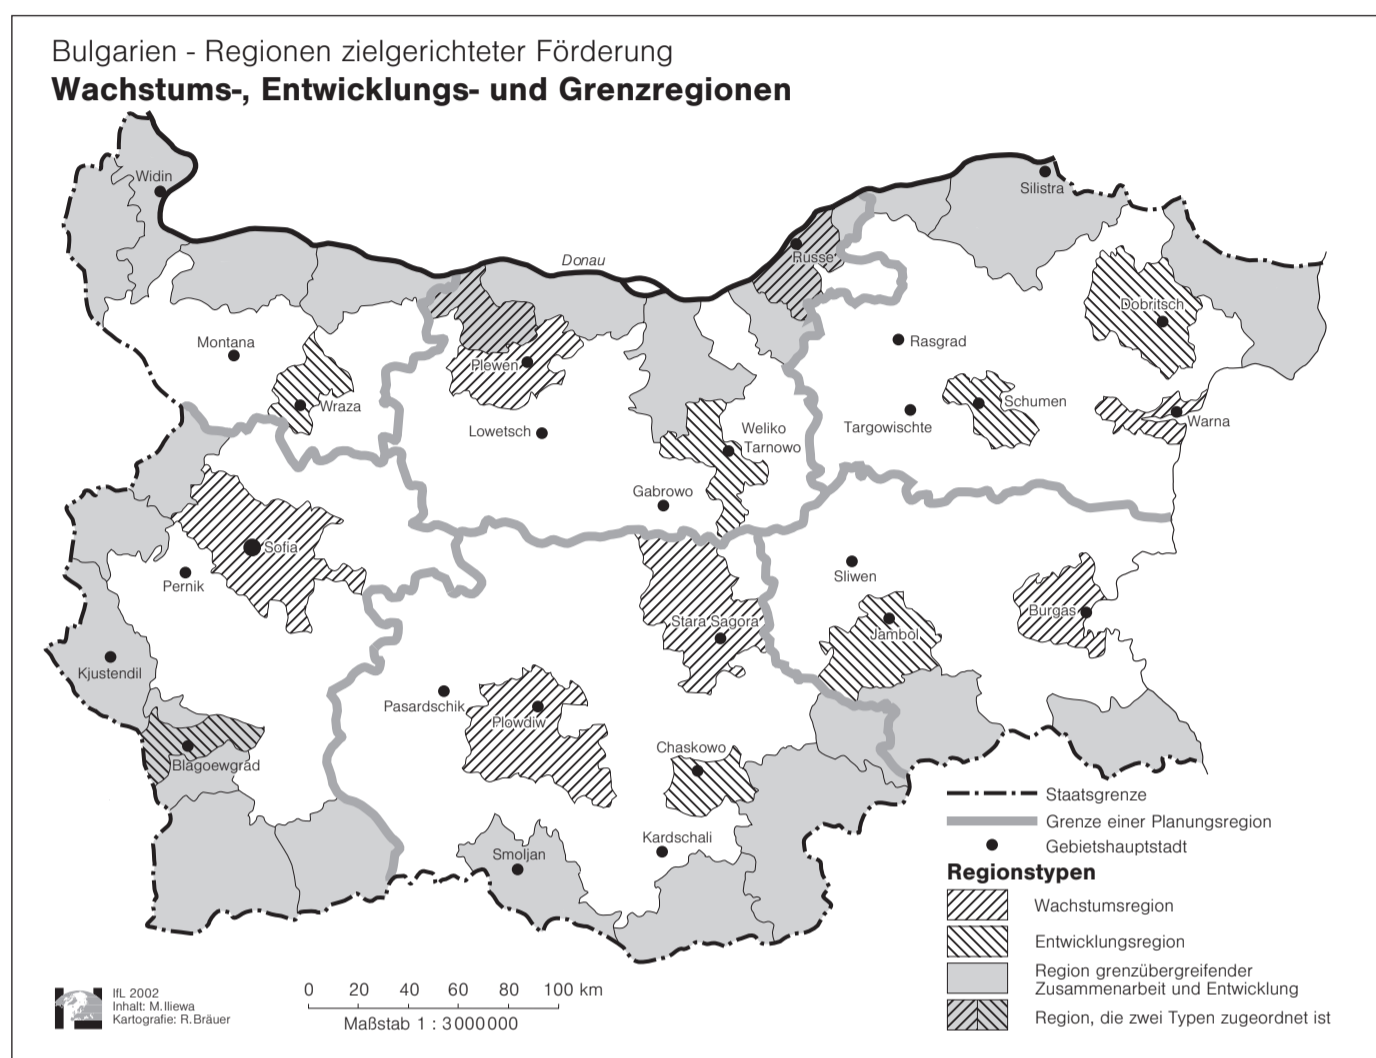 Bulgarien - Regionen zielgerichteter Förderung
Wachstums-, Entwicklungs- und Grenzregionen
Widin
Silistra
Donau
Russe
Dobritsch
Montana
Rasgrad
Plewen
Wraza
Schumen
Warna
Lowetsch
Weliko
Tarnowo
Targowischte
Gabrowo
Sofia
Pernik
Sliwen
Burgas
Stara Sagora
Jambol
Kjustendil
Pasardschik
Plowdiw
Chaskowo
Blagoewgrad
Kardschali
Smoljan
Staatsgrenze
Grenze einer Planungsregion
Gebietshauptstadt
Regionstypen
Wachstumsregion
Entwicklungsregion
Region grenzübergreifender
Zusammenarbeit und Entwicklung
Region, die zwei Typen zugeordnet ist
IfL 2002
Inhalt: M.Iliewa
Kartografie: R.Bräuer
0 20 40 60 80 100 km
Maßstab 1 : 3000000